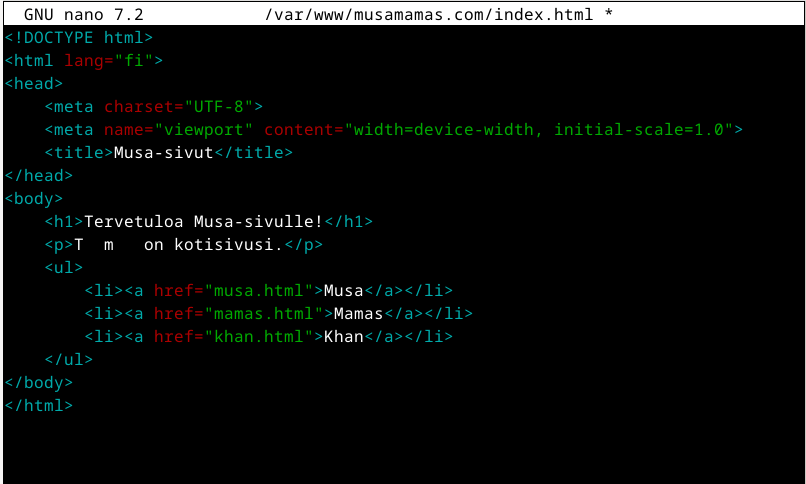 GNU nano 7.2 /var/www/musamamas.com/index.html *
<!DOCTYPE html>
<html lang="fi">
<head>
    <meta charset="UTF-8">
    <meta name="viewport" content="width=device-width, initial-scale=1.0">
    <title>Musa-sivut</title>
</head>
<body>
    <h1>Tervetuloa Musa-sivulle!</h1>
    <p>T  m   on kotisivusi.</p>
    <ul>
        <li><a href="musa.html">Musa</a></li>
        <li><a href="mamas.html">Mamas</a></li>
        <li><a href="khan.html">Khan</a></li>
    </ul>
</body>
</html>